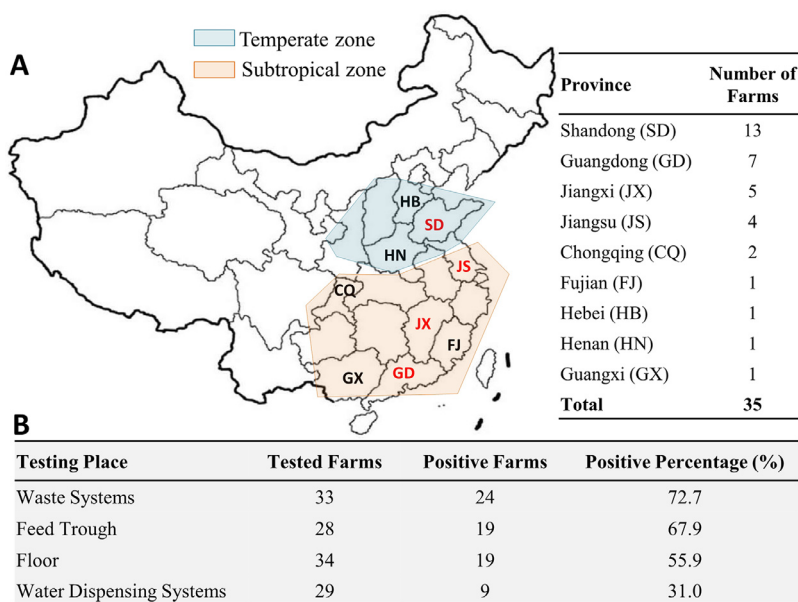 A
Temperate zone
Subtropical zone
HB
SD
HN
JS
CQ
JX
FJ
GX
GD
Province Number of Farms
Shandong (SD) 13
Guangdong (GD) 7
Jiangxi (JX) 5
Jiangsu (JS) 4
Chongqing (CQ) 2
Fujian (FJ) 1
Hebei (HB) 1
Henan (HN) 1
Guangxi (GX) 1
Total 35
B
Testing Place Tested Farms Positive Farms Positive Percentage (%)
Waste Systems 33 24 72.7
Feed Trough 28 19 67.9
Floor 34 19 55.9
Water Dispensing Systems 29 9 31.0